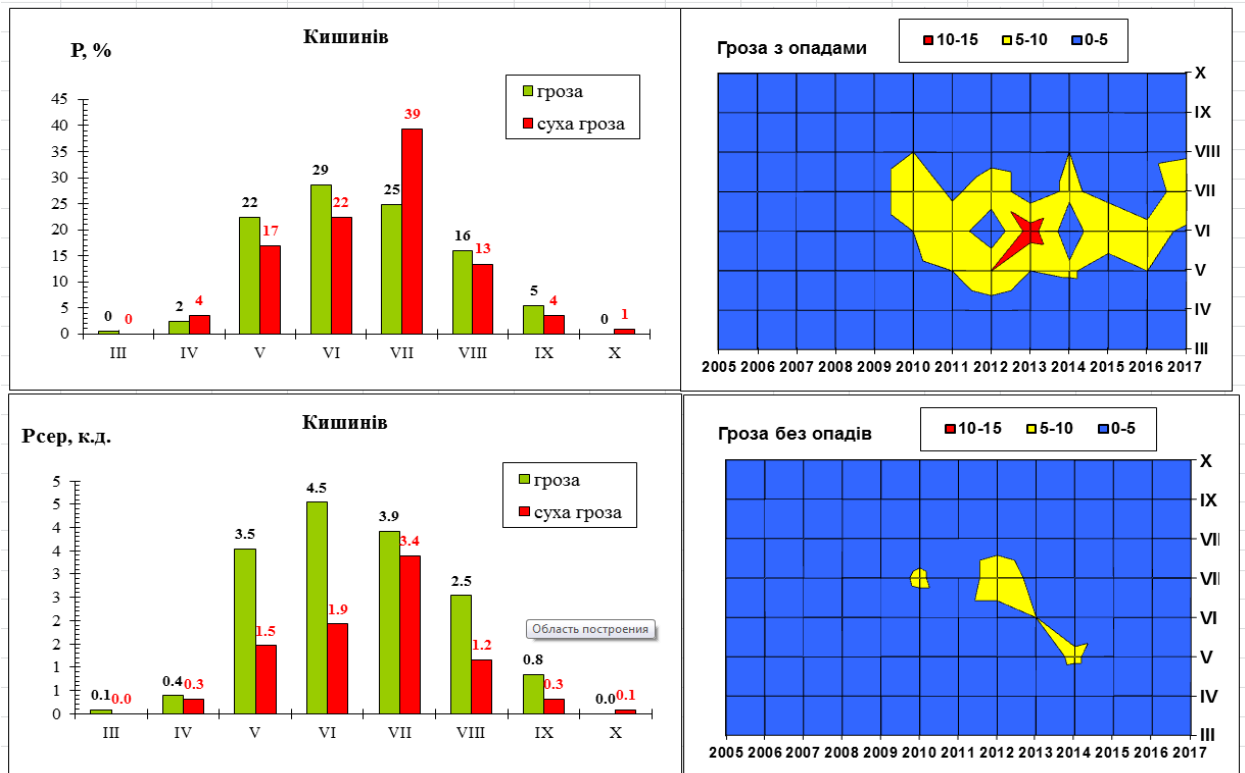 Кишинів
P, %
гроза
суха гроза
45
40
35
30
25
20
15
10
5
0
0 0
2 4
22 17
29 22
25 39
16 13
5 4
0 1
III IV V VI VII VIII IX X
Гроза з опадами
10-15 5-10 0-5
X
IX
VIII
VII
VI
V
IV
III
2005 2006 2007 2008 2009 2010 2011 2012 2013 2014 2015 2016 2017
Кишинів
Pсер, к.д.
гроза
суха гроза
5
5
4
4
3
3
2
2
1
1
0
0.1 0.0
0.4 0.3
3.5 1.5
4.5 1.9
3.9 3.4
2.5 1.2
0.8 0.3
0.0 0.1
Область построения
III IV V VI VII VIII IX X
Гроза без опадів
10-15 5-10 0-5
X
IX
VII
VII
VI
V
IV
III
2005 2006 2007 2008 2009 2010 2011 2012 2013 2014 2015 2016 2017